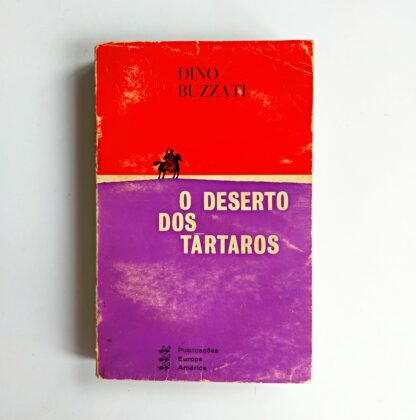 DINO
BUZZATI
O DESERTO
DOS
TÁRTAROS
Publicações
Europa
América